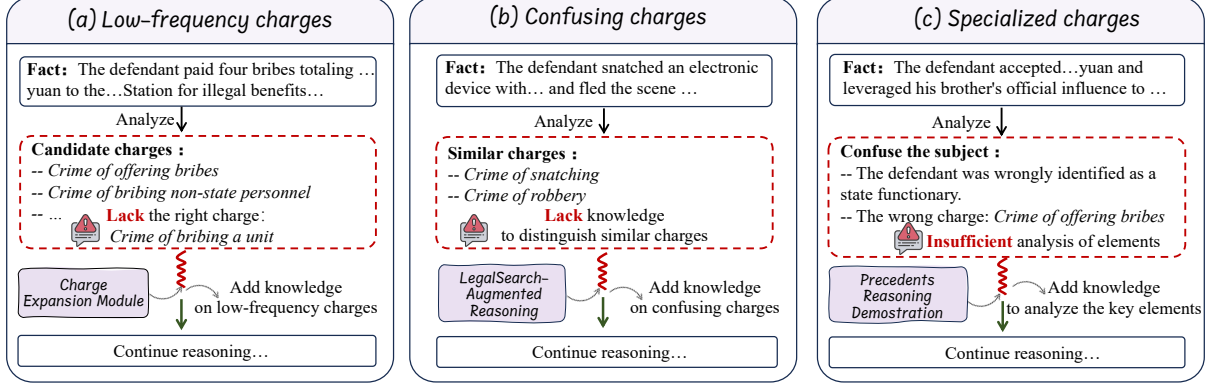 (a) Low-frequency charges
Fact： The defendant paid four bribes totaling …
yuan to the…Station for illegal benefits…
Analyze
Candidate charges：
-- Crime of offering bribes
-- Crime of bribing non-state personnel
-- …
Lack the right charge:
Crime of bribing a unit
Charge
Expansion Module
Add knowledge
on low-frequency charges
Continue reasoning…
(b) Confusing charges
Fact： The defendant snatched an electronic
device with… and fled the scene …
Analyze
Similar charges：
-- Crime of snatching
-- Crime of robbery
Lack knowledge
to distinguish similar charges
LegalSearch-
Augmented
Reasoning
Add knowledge
on confusing charges
Continue reasoning…
(c) Specialized charges
Fact： The defendant accepted…yuan and
leveraged his brother's official influence to …
Analyze
Confuse the subject：
-- The defendant was wrongly identified as a
state functionary.
-- The wrong charge: Crime of offering bribes
Insufficient analysis of elements
Precedents
Reasoning
Demostration
Add knowledge
to analyze the key elements
Continue reasoning…